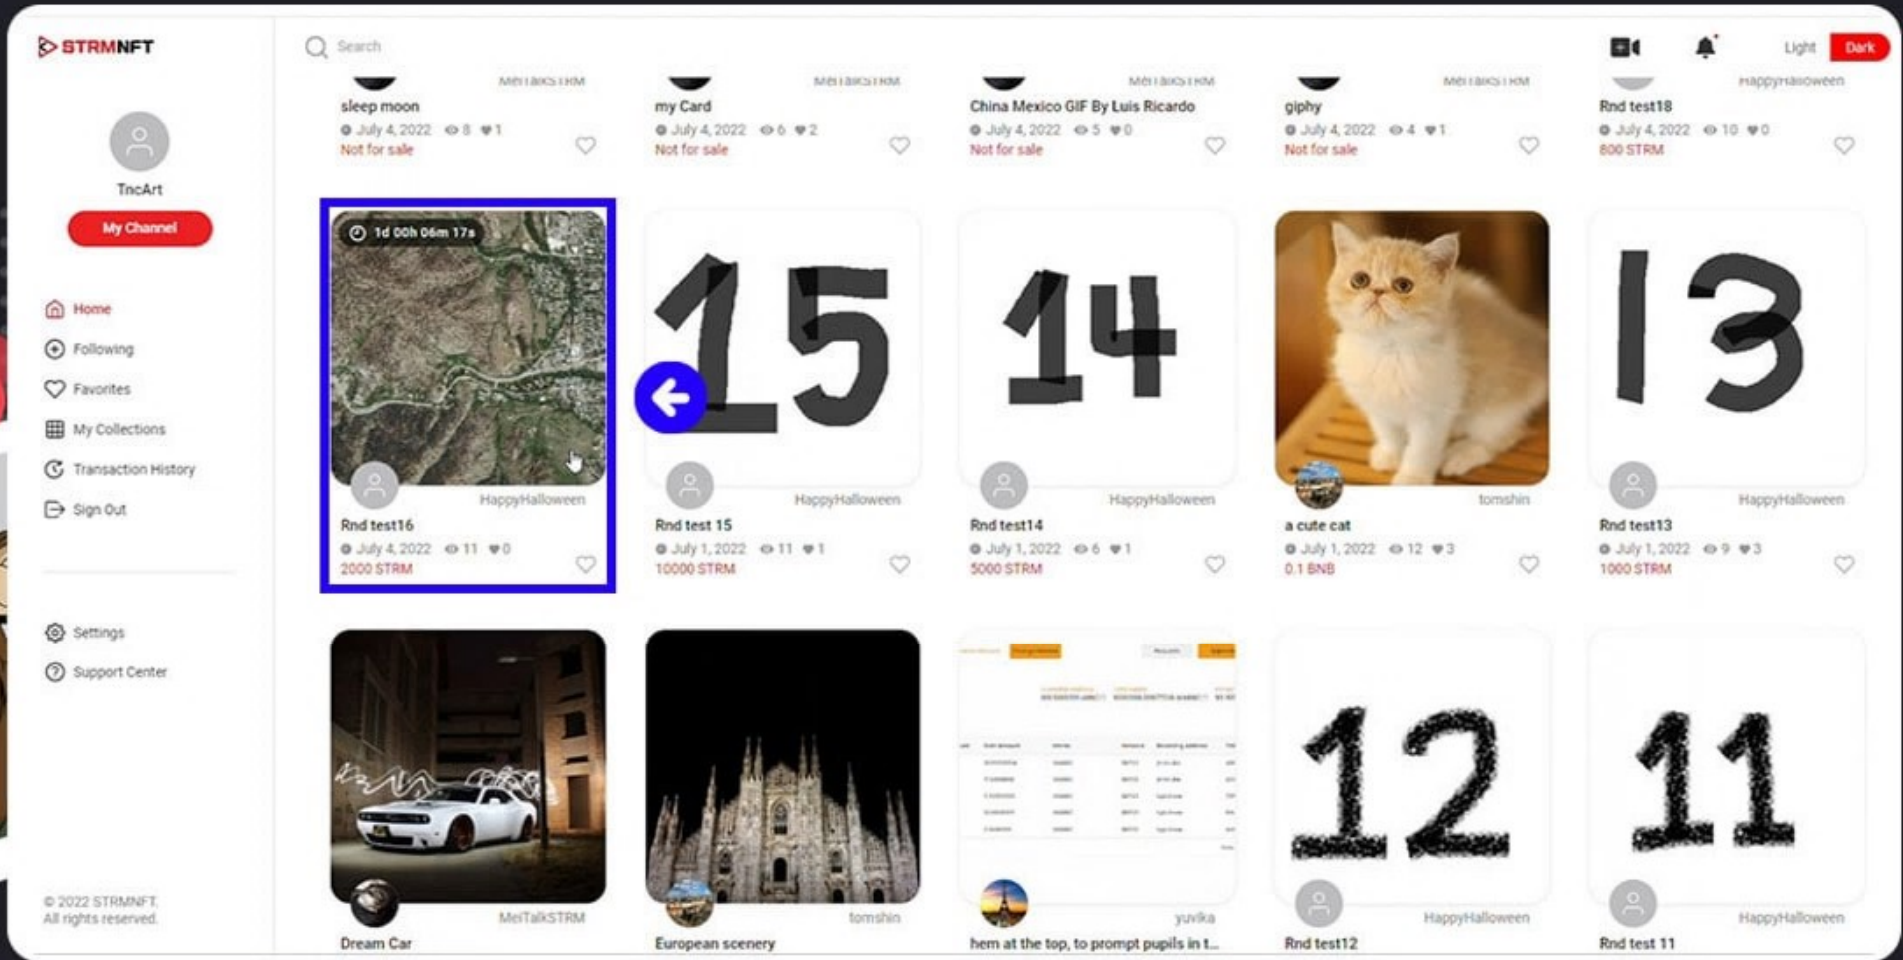 STRMNFT
Search
Light
Dark
TncArt
My Channel
Home
Following
Favorites
My Collections
Transaction History
Sign Out
Settings
Support Center
© 2022 STRMNFT.
All rights reserved.
MeiTalkSTRM
MeiTalkSTRM
MeiTalkSTRM
MeiTalkSTRM
HappyHalloween
sleep moon
July 4, 2022 8 1
Not for sale
my Card
July 4, 2022 6 2
Not for sale
China Mexico GIF By Luis Ricardo
July 4, 2022 5 0
Not for sale
giphy
July 4, 2022 4 1
Not for sale
Rnd test18
July 4, 2022 10 0
800 STRM
1d 00h 06m 17s
HappyHalloween
Rnd test16
July 4, 2022 11 0
2000 STRM
15
HappyHalloween
Rnd test 15
July 1, 2022 11 1
10000 STRM
14
HappyHalloween
Rnd test14
July 1, 2022 6 1
5000 STRM
tomshin
a cute cat
July 1, 2022 12 3
0.1 BNB
13
HappyHalloween
Rnd test13
July 1, 2022 9 3
1000 STRM
MeiTalkSTRM
Dream Car
tomshin
European scenery
yuvika
hem at the top, to prompt pupils in t...
12
HappyHalloween
Rnd test12
11
HappyHalloween
Rnd test 11